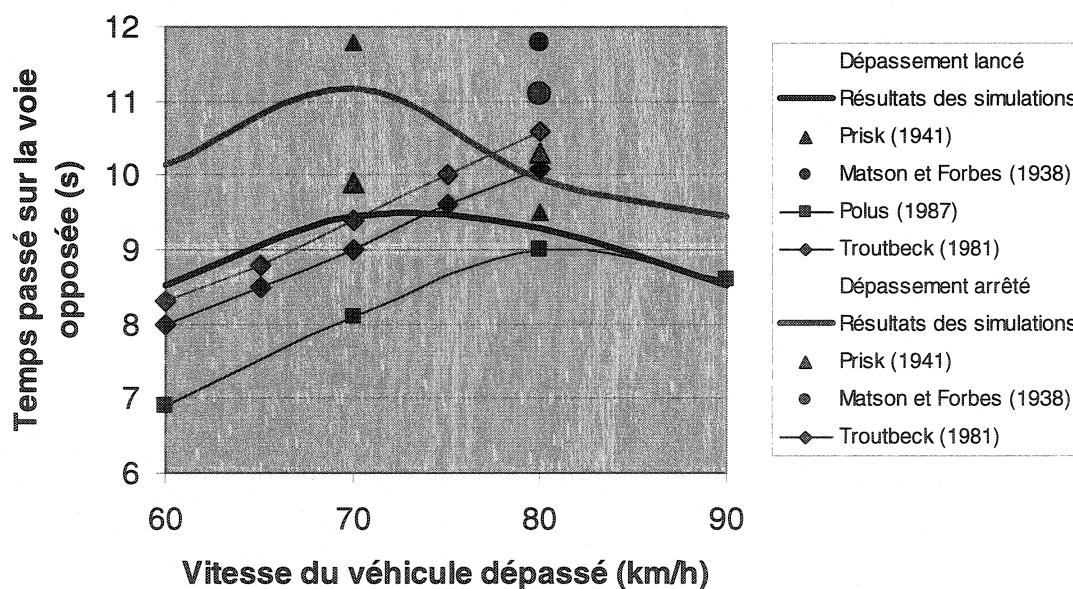 Temps passé sur la voie
opposée (s)
12
11
10
9
8
7
6
60
70
80
90
Vitesse du véhicule dépassé (km/h)
Dépassement lancé
Résultats des simulations
Prisk (1941)
Matson et Forbes (1938)
Polus (1987)
Troutbeck (1981)
Dépassement arrêté
Résultats des simulations
Prisk (1941)
Matson et Forbes (1938)
Troutbeck (1981)